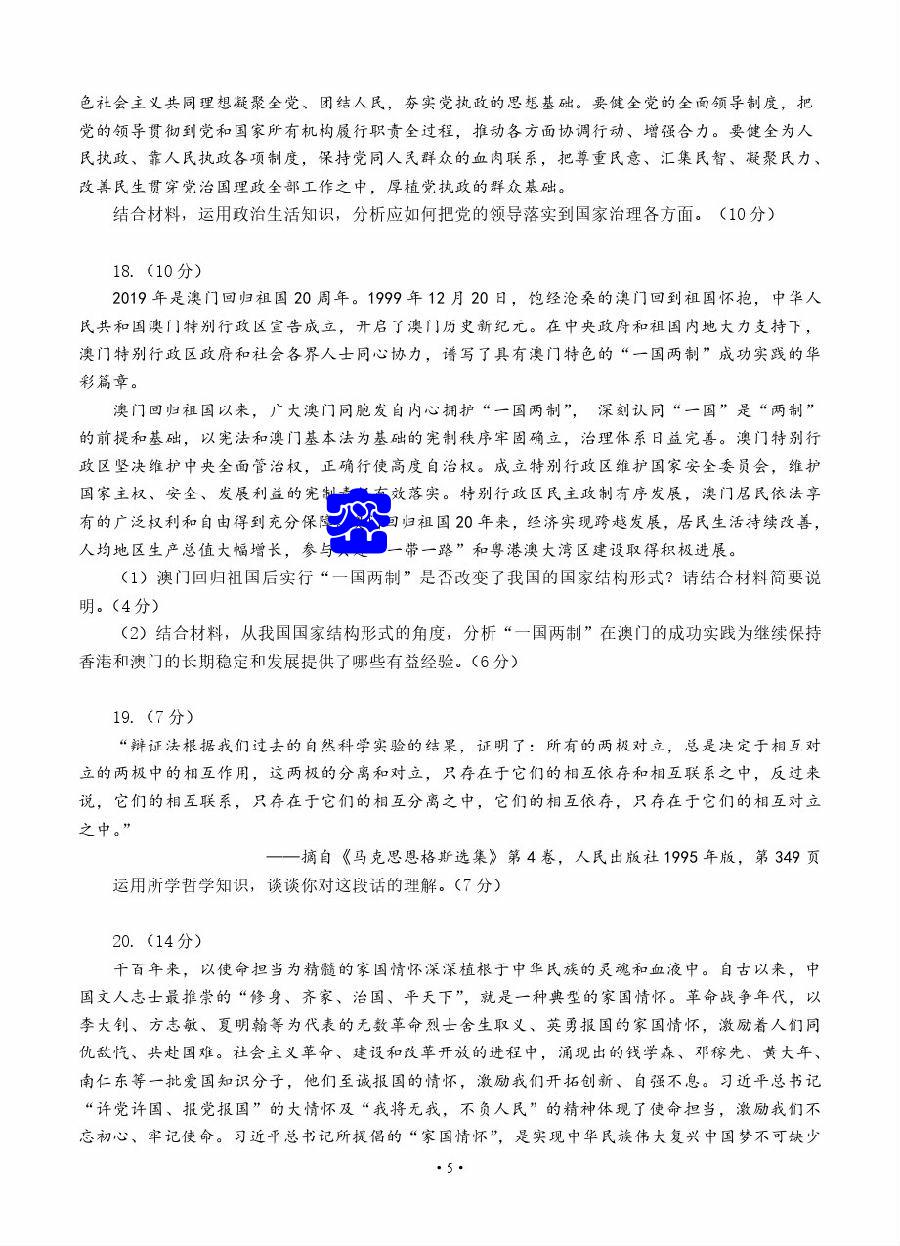 色社会主义共同理想凝聚全党、团结人民，夯实党执政的思想基础。要健全党的全面领导制度，把
党的领导贯彻到党和国家所有机构履行职责全过程，推动各方面协调行动、增强合力。要健全为人
民执政、靠人民执政各项制度，保持党同人民群众的血肉联系，把尊重民意、汇集民智、凝聚民力、
改善民生贯穿党治国理政全部工作之中，厚植党执政的群众基础。
结合材料，运用政治生活知识，分析应如何把党的领导落实到国家治理各方面。（10 分）
18.（10 分）
2019 年是澳门回归祖国 20 周年。1999 年 12 月 20 日，饱经沧桑的澳门回到祖国怀抱，中华人
民共和国澳门特别行政区宣告成立，开启了澳门历史新纪元。在中央政府和祖国内地大力支持下，
澳门特别行政区政府和社会各界人士同心协力，谱写了具有澳门特色的“一国两制”成功实践的华
彩篇章。
澳门回归祖国以来，广大澳门同胞发自内心拥护“一国两制”， 深刻认同“一国”是“两制”
的前提和基础，以宪法和澳门基本法为基础的宪制秩序牢固确立，治理体系日益完善。澳门特别行
政区坚决维护中央全面管治权，正确行使高度自治权。成立特别行政区维护国家安全委员会，维护
国家主权、安全、发展利益的宪制有效落实。特别行政区民主政制有序发展，澳门居民依法享
有的广泛权利和自由得到充分保回归祖国 20 年来，经济实现跨越发展，居民生活持续改善，
人均地区生产总值大幅增长，参与一带一路”和粤港澳大湾区建设取得积极进展。
（1）澳门回归祖国后实行“一国两制”是否改变了我国的国家结构形式？请结合材料简要说
明。（4 分）
（2）结合材料，从我国国家结构形式的角度，分析“一国两制”在澳门的成功实践为继续保持
香港和澳门的长期稳定和发展提供了哪些有益经验。（6 分）
19.（7 分）
“辩证法根据我们过去的自然科学实验的结果，证明了：所有的两极对立，总是决定于相互对
立的两极中的相互作用，这两极的分离和对立，只存在于它们的相互依存和相互联系之中，反过来
说，它们的相互联系，只存在于它们的相互分离之中，它们的相互依存，只存在于它们的相互对立
之中。”
——摘自《马克思恩格斯选集》第 4 卷，人民出版社 1995 年版，第 349 页
运用所学哲学知识，谈谈你对这段话的理解。（7 分）
20.（14 分）
千百年来，以使命担当为精髓的家国情怀深深植根于中华民族的灵魂和血液中。自古以来，中
国文人志士最推崇的“修身、齐家、治国、平天下”，就是一种典型的家国情怀。革命战争年代，以
李大钊、方志敏、夏明翰等为代表的无数革命烈士舍生取义、英勇报国的家国情怀，激励着人们同
仇敌忾、共赴国难。社会主义革命、建设和改革开放的进程中，涌现出的钱学森、邓稼先、黄大年、
南仁东等一批爱国知识分子，他们至诚报国的情怀，激励我们开拓创新、自强不息。习近平总书记
“许党许国、报党报国”的大情怀及“我将无我，不负人民”的精神体现了使命担当，激励我们不
忘初心、牢记使命。习近平总书记所提倡的“家国情怀”，是实现中华民族伟大复兴中国梦不可缺少
·5·